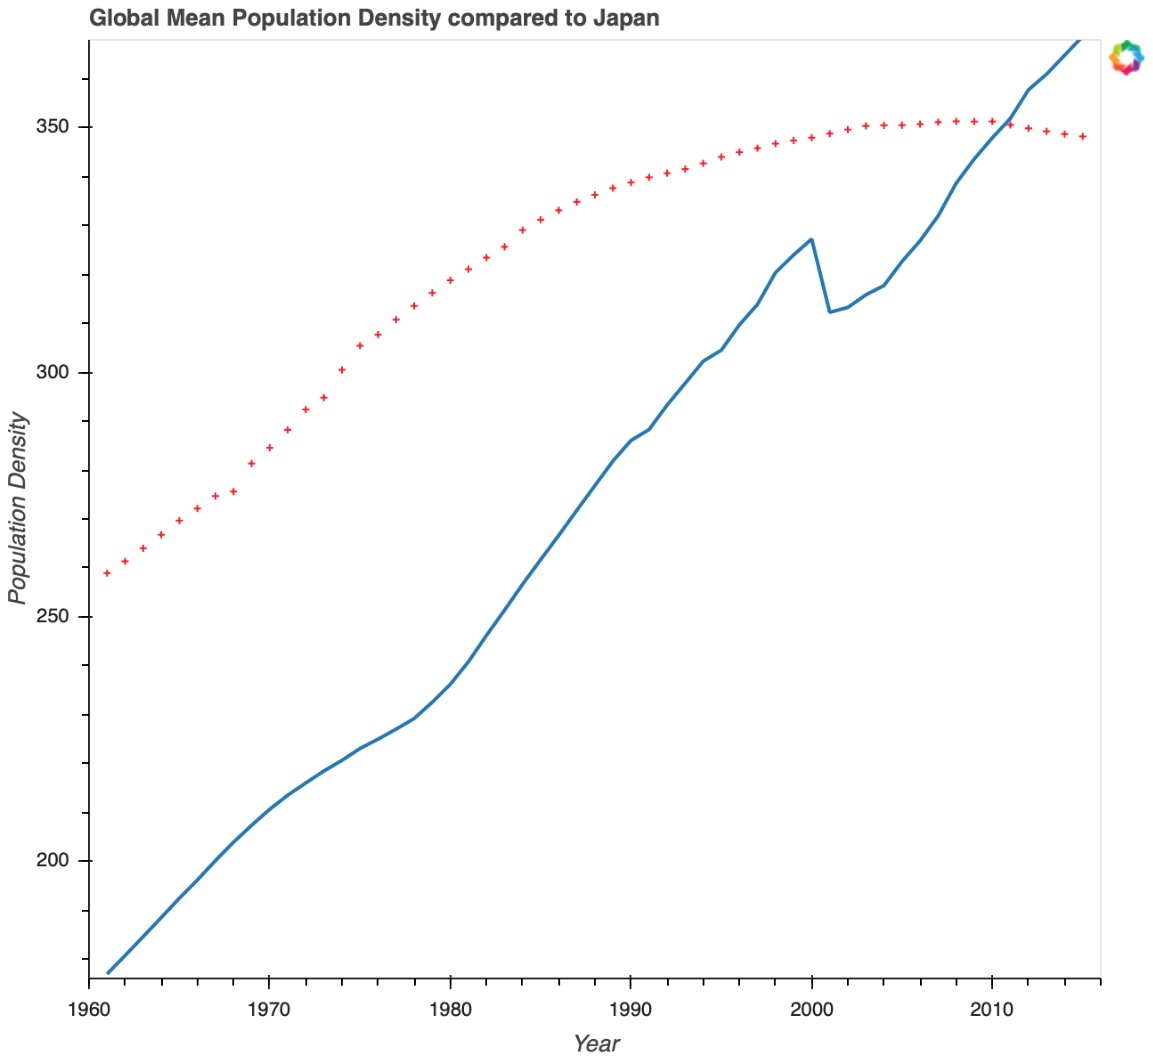 Global Mean Population Density compared to Japan
350
300
250
200
Population Density
1960 1970 1980 1990 2000 2010
Year